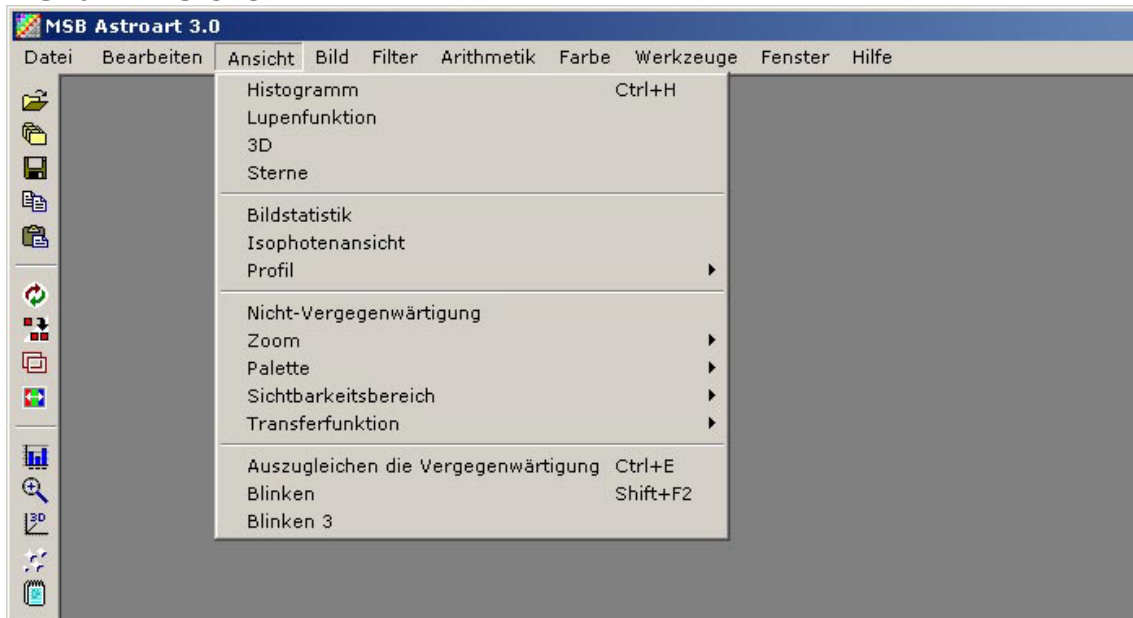 MSB Astroart 3.0
Datei Bearbeiten Ansicht Bild Filter Arithmetik Farbe Werkzeuge Fenster Hilfe
Histogramm Ctrl+H
Lupenfunktion
3D
Sterne
Bildstatistik
Isophotenansicht
Profil
Nicht-Vergegenwärtigung
Zoom
Palette
Sichtbarkeitsbereich
Transferfunktion
Auszugleichen die Vergegenwärtigung Ctrl+E
Blinken Shift+F2
Blinken 3
3D